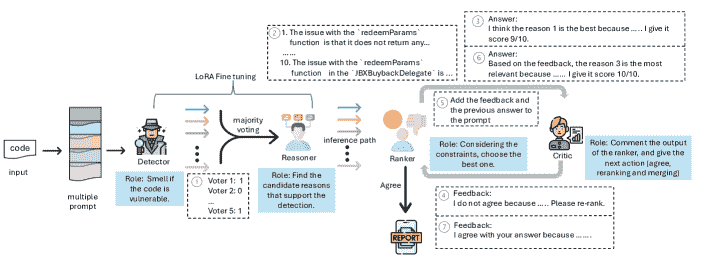 code
input
multiple
prompt
LoRA Fine tuning
Detector
Role: Smell if
the code is
vulnerable.
1
Voter 1: 1
Voter 2: 0
...
Voter 5: 1
majority
voting
Reasoner
Role: Find the
candidate reasons
that support the
detection.
2
1. The issue with the `redeemParams`
function is that it does not return any...
......
10. The issue with the `redeemParams`
function in the `JBXBuybackDelegate` is ...
inference path
Ranker
Role: Considering the
constraints, choose the
best one.
3
Answer:
I think the reason 1 is the best because ..... I give it
score 9/10.
6
Answer:
Based on the feedback, the reason 3 is the most
relevant because ...... I give it score 10/10.
5
Add the feedback and
the previous answer to
the prompt
Critic
Role: Comment the output
of the ranker, and give the
next action (agree,
reranking and merging)
Agree
REPORT
4
Feedback:
I do not agree because ..... Please re-rank.
7
Feedback:
I agree with your answer because .......